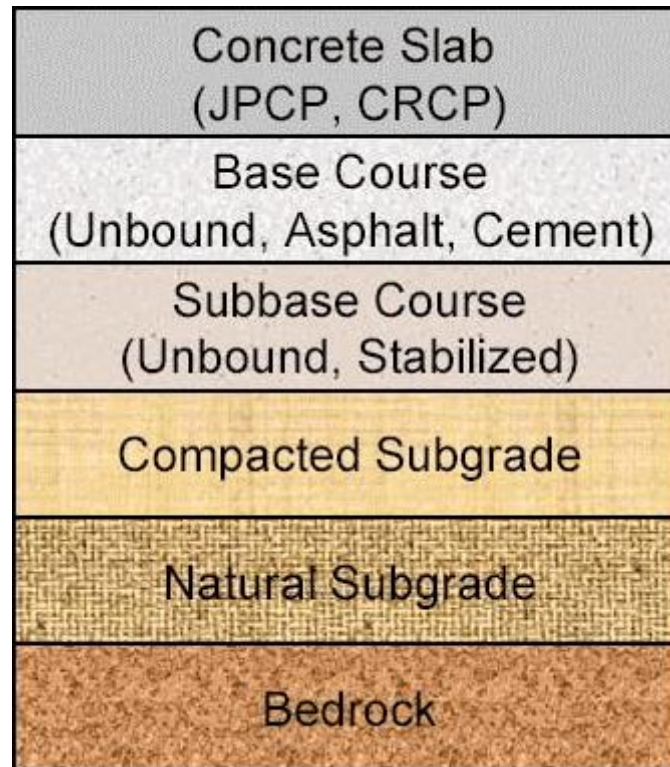 Concrete Slab
(JPCP, CRCP)
Base Course
(Unbound, Asphalt, Cement)
Subbase Course
(Unbound, Stabilized)
Compacted Subgrade
Natural Subgrade
Bedrock